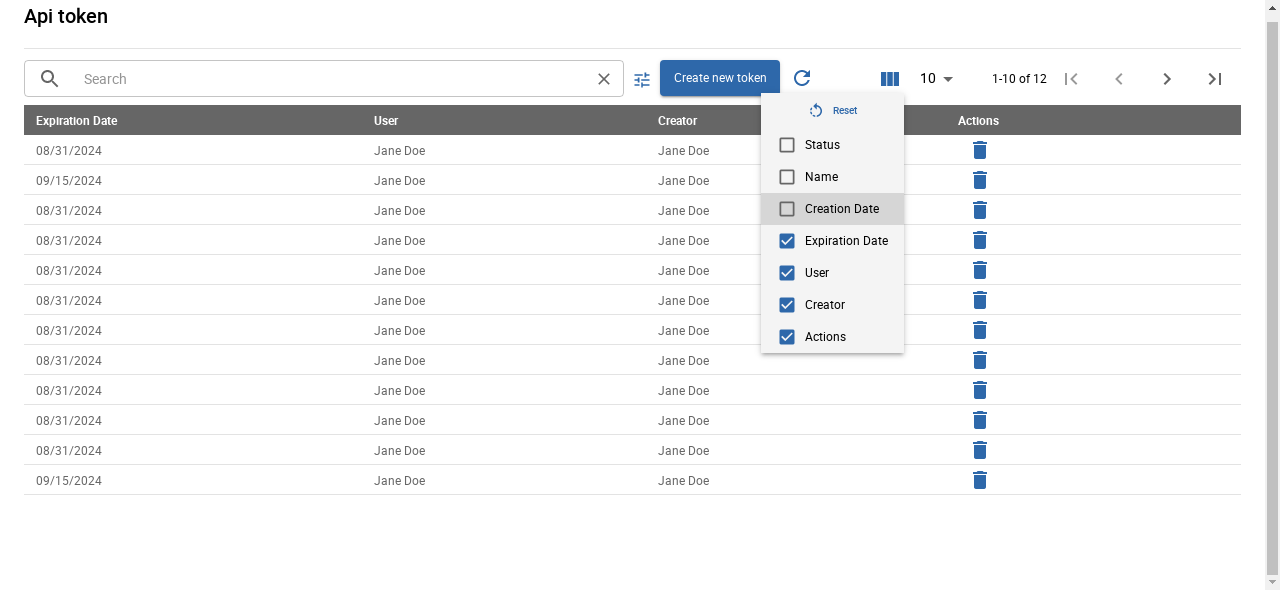 Api token
Search
Create new token
10
1-10 of 12
Reset
Status
Name
Creation Date
Expiration Date
User
Creator
Actions
Expiration Date User Creator Actions
08/31/2024 Jane Doe Jane Doe
09/15/2024 Jane Doe Jane Doe
08/31/2024 Jane Doe Jane Doe
08/31/2024 Jane Doe Jane Doe
08/31/2024 Jane Doe Jane Doe
08/31/2024 Jane Doe Jane Doe
08/31/2024 Jane Doe Jane Doe
08/31/2024 Jane Doe Jane Doe
08/31/2024 Jane Doe Jane Doe
08/31/2024 Jane Doe Jane Doe
08/31/2024 Jane Doe Jane Doe
09/15/2024 Jane Doe Jane Doe